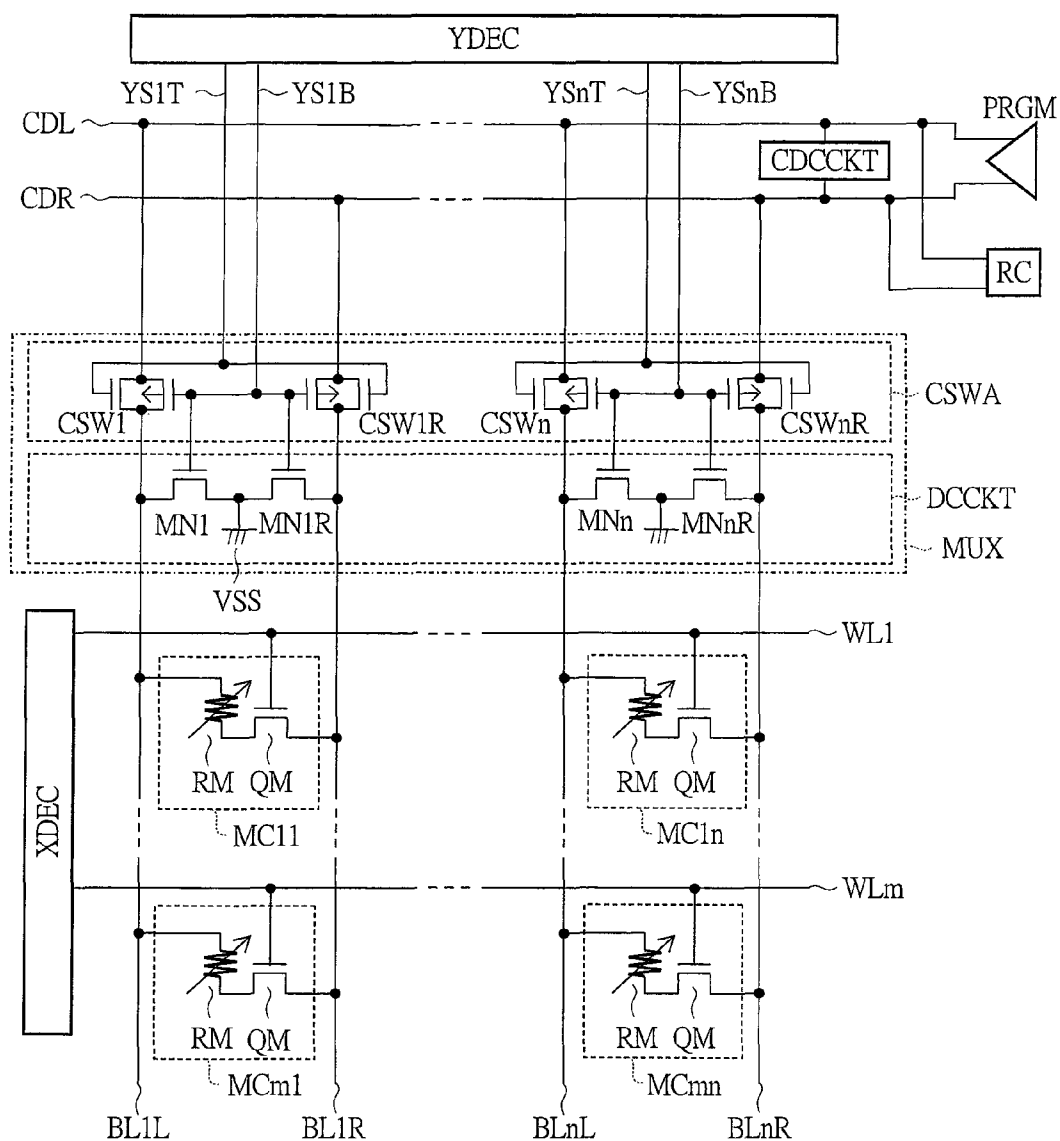 YDEC
YS1T YS1B YSnT YSnB
CDL PRGM
CDCCKT
CDR
RC
CSW1 CSW1R CSWn CSWnR CSWA
MN1 MN1R MNn MNnR DCCKT
MUX
VSS
WL1
RM QM RM QM
XDEC
MC11 MC1n
WLm
RM QM RM QM
MCm1 MCmn
BL1L BL1R BLnL BLnR